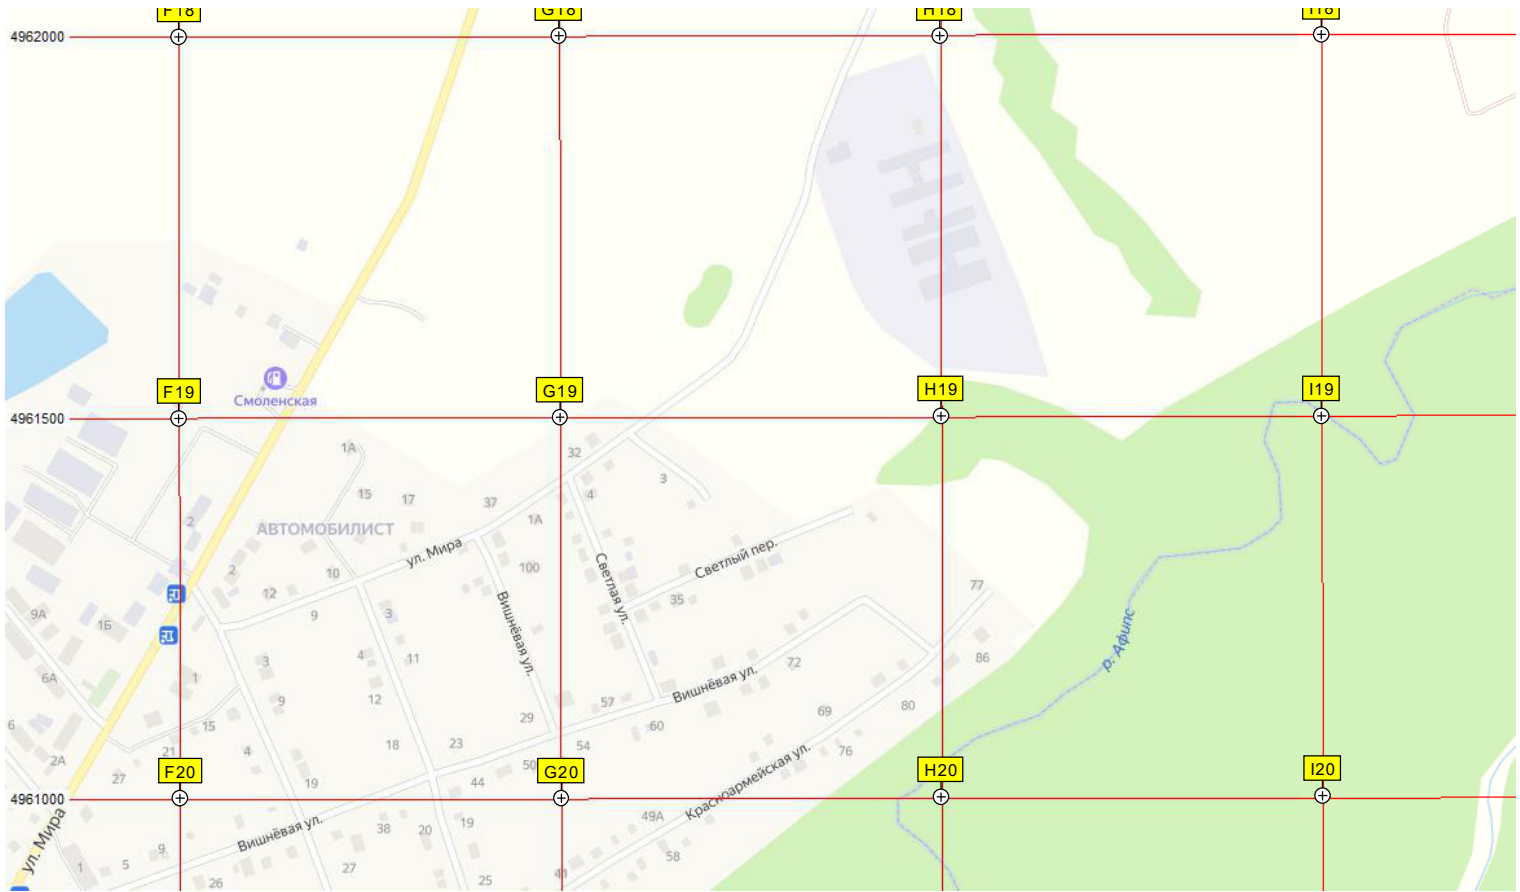 F18
G18
H18
I18
4962000
F19
G19
H19
I19
Смоленская
4961500
1А
32
3
4
15
17
37
1А
2
АВТОМОБИЛИСТ
ул. Мира
100
Светлый пер.
2
10
12
9
3
Светлая ул.
35
77
9А
1Б
Вишнёвая ул.
р. Афипс
3
4
11
72
86
6А
1
9
12
57
Вишнёвая ул.
80
6
15
29
60
69
21
4
18
23
54
76
2А
27
19
44
50
F20
G20
H20
I20
4961000
Красноармейская ул.
49А
ул. Мира
Вишнёвая ул.
38
20
19
9
5
1
27
58
26
25
41